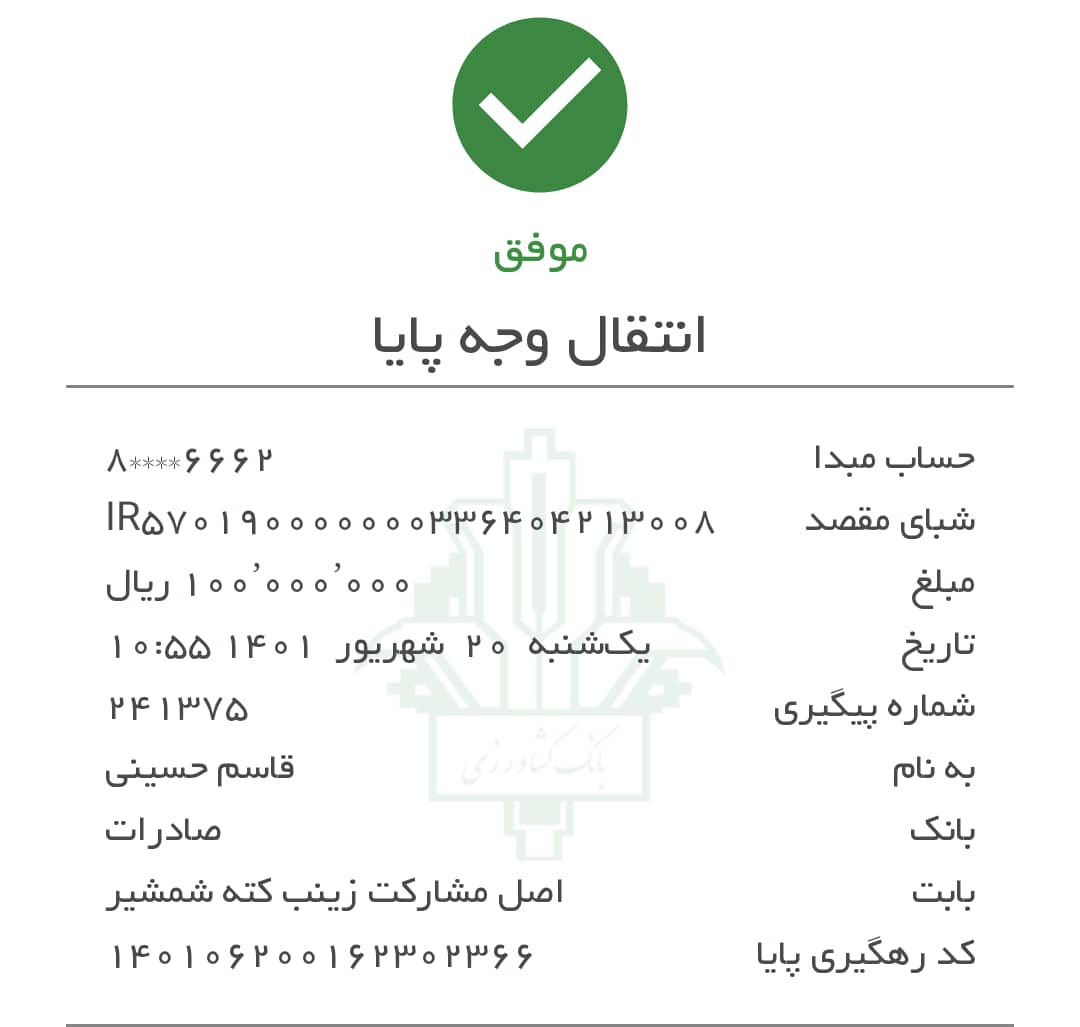 موفق
انتقال وجه پایا
حساب مبدا ۸****۶۶۶۲
شبای مقصد IR۵۷۰۱۹۰۰۰۰۰۰۰۰۳۳۶۴۰۴۲۱۳۰۰۸
مبلغ ۱۰۰٬۰۰۰٬۰۰۰ ریال
تاریخ یک‌شنبه ۲۰ شهریور ۱۴۰۱ ۱۰:۵۵
شماره پیگیری ۲۴۱۳۷۵
به نام قاسم حسینی
بانک کشاورزی
بانک صادرات
بابت اصل مشارکت زینب کته شمشیر
کد رهگیری پایا ۱۴۰۱۰۶۲۰۰۱۶۲۳۰۲۳۶۶